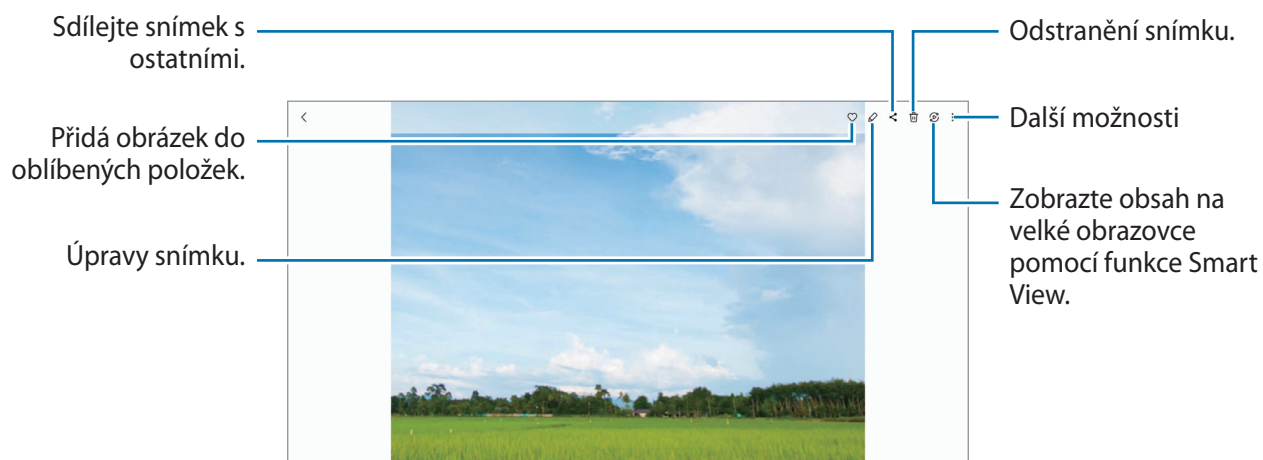 Sdílejte snímek s
ostatními.
Přidá obrázek do
oblíbených položek.
Úpravy snímku.
Odstranění snímku.
Další možnosti
Zobrazte obsah na
velké obrazovce
pomocí funkce Smart
View.